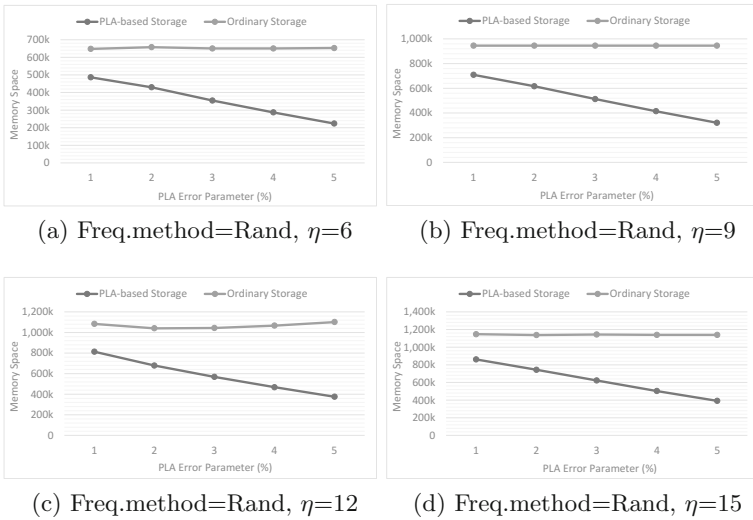 PLA-based Storage Ordinary Storage
700k
600k
500k
400k
300k
200k
100k
0
Memory Space
1 2 3 4 5
PLA Error Parameter (%)
(a) Freq.method=Rand, η=6
PLA-based Storage Ordinary Storage
1,000k
800k
600k
400k
200k
0
Memory Space
1 2 3 4 5
PLA Error Parameter (%)
(b) Freq.method=Rand, η=9
PLA-based Storage Ordinary Storage
1,200k
1,000k
800k
600k
400k
200k
0
Memory Space
1 2 3 4 5
PLA Error Parameter (%)
(c) Freq.method=Rand, η=12
PLA-based Storage Ordinary Storage
1,400k
1,200k
1,000k
800k
600k
400k
200k
0
Memory Space
1 2 3 4 5
PLA Error Parameter (%)
(d) Freq.method=Rand, η=15